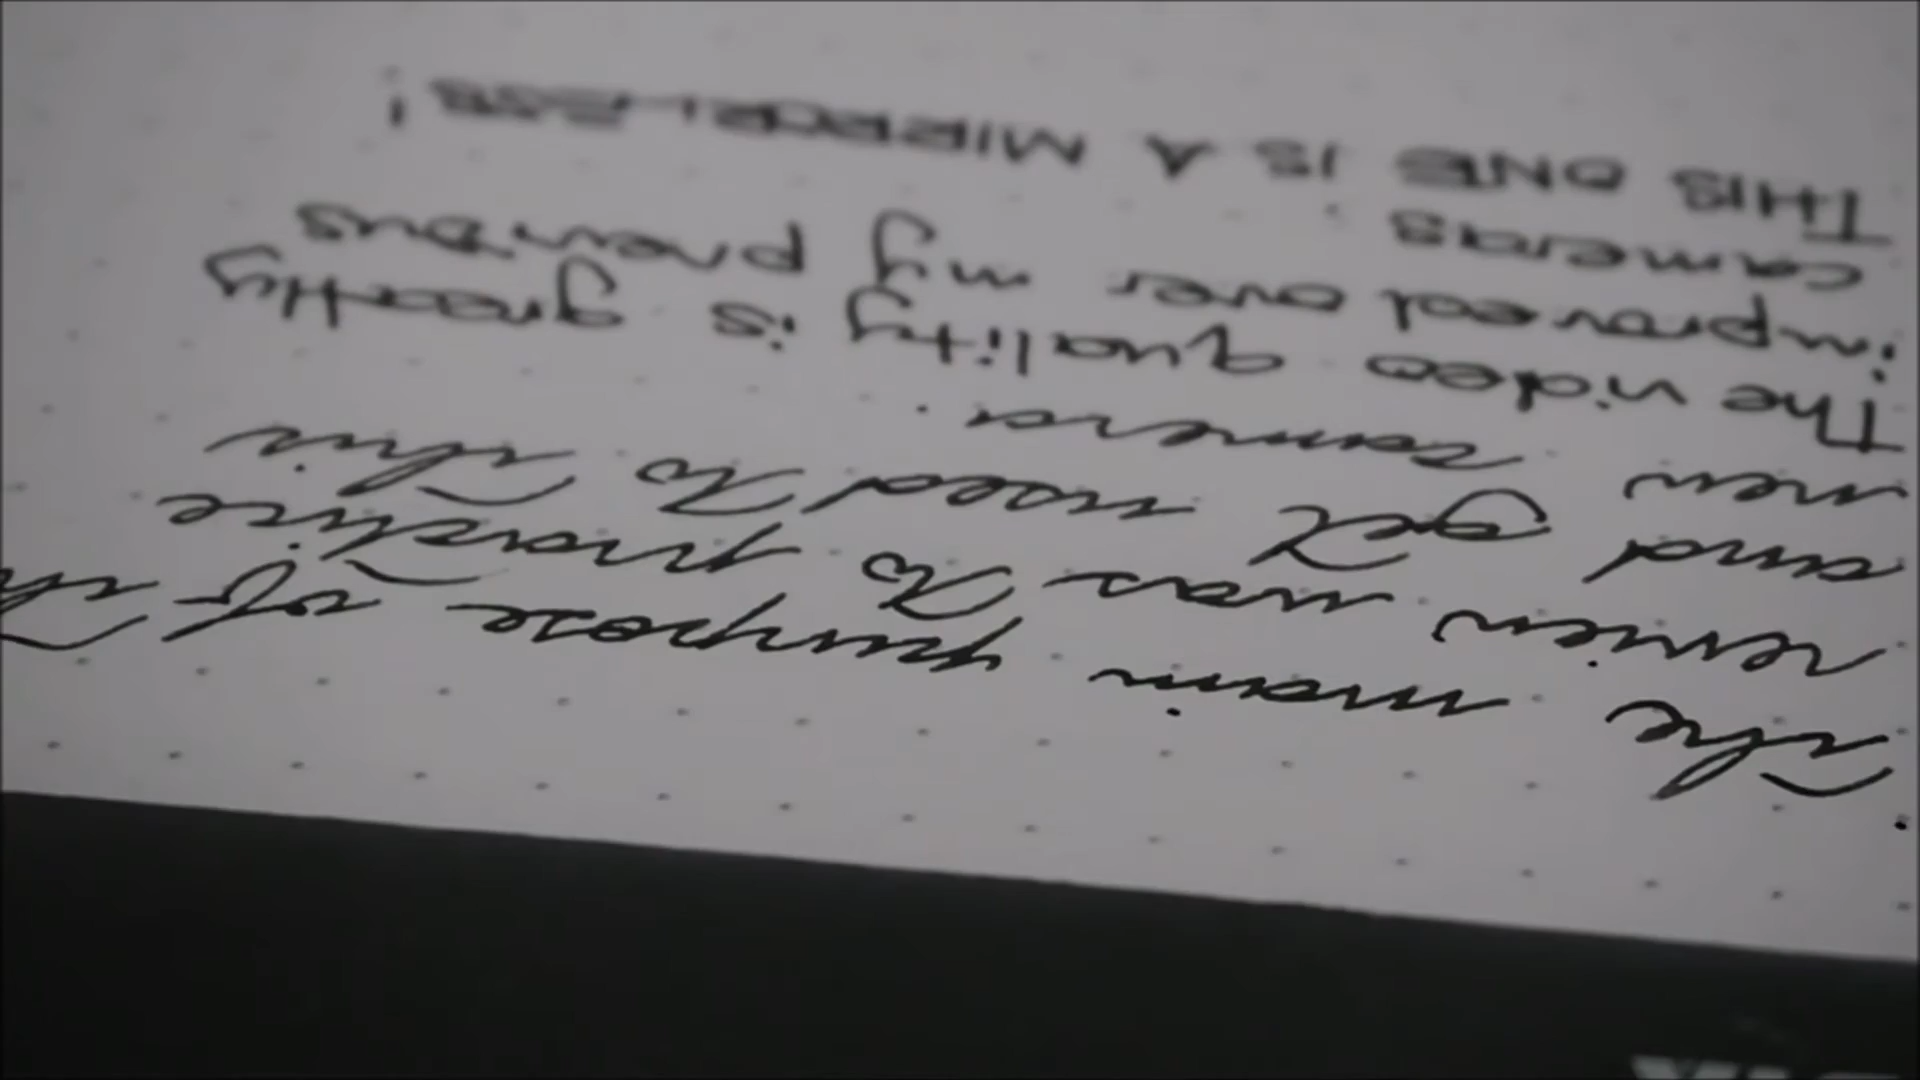 The main purpose of th
review was to practice
and get used to this
new camera.
The video quality is greatly
improved over my previous
cameras
THIS ONE IS A MIRRORLESS!